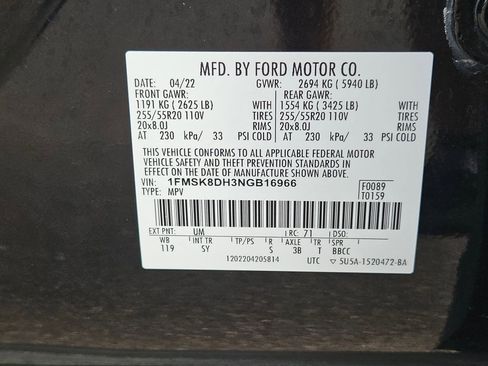 MFD. BY FORD MOTOR CO.
DATE: 04/22 GVWR: 2694 KG ( 5940 LB)
FRONT GAWR: REAR GAWR:
1191 KG ( 2625 LB) WITH 1554 KG ( 3425 LB) WITH
255/55R20 110V TIRES 255/55R20 110V TIRES
20x8.0J RIMS 20x8.0J RIMS
AT 230 kPa/ 33 PSI COLD AT 230 kPa/ 33 PSI COLD
THIS VEHICLE CONFORMS TO ALL APPLICABLE FEDERAL MOTOR
VEHICLE SAFETY AND THEFT PREVENTION STANDARDS IN
EFFECT ON THE DATE OF MANUFACTURE SHOWN ABOVE.
VIN: 1FMSK8DH3NGB16966 F0089
TYPE: MPV T0159
EXT PNT: UM RC: 71 DSO:
WB INT TR TP/PS R AXLE TR SPR
119 SY S 3B T BBCC
1202204205814 UTC 5U5A-1520472-BA